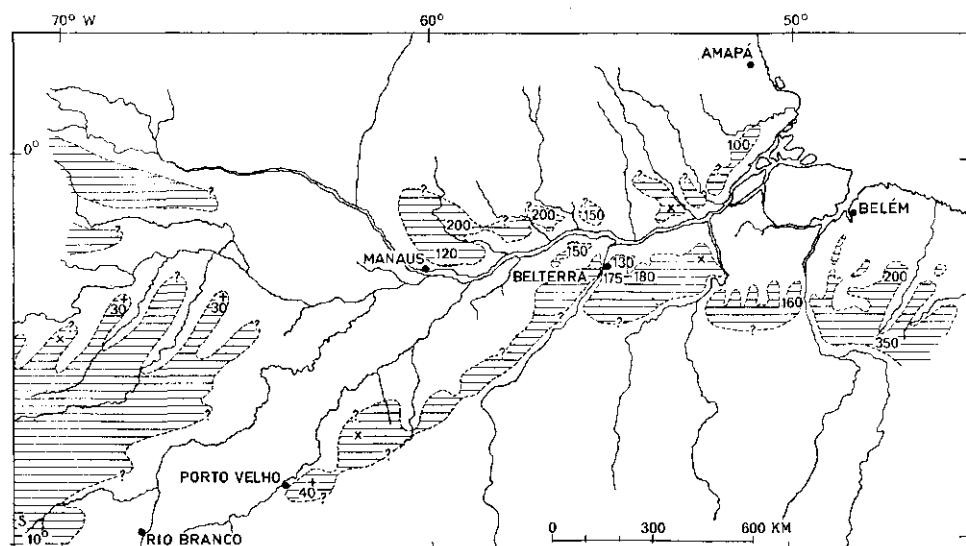 70° W 60° 50°
AMAPÁ
0°
100
? ? ? ?
x
200 200 150
BELÉM
120
MANAUS
150 130 x
BELTERRA 175-180
200
+ +
30 30
160
x
350
?
x
PORTO VELHO
+
40
S
10°
RIO BRANCO
0 300 600 KM